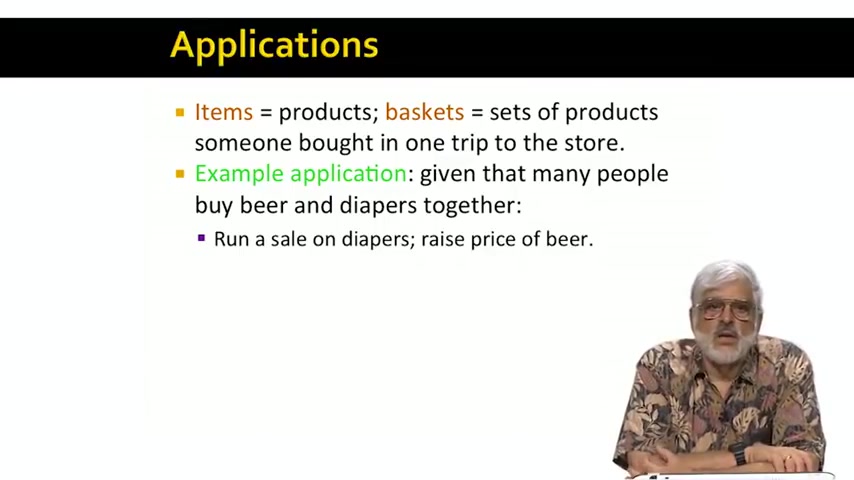 Applications
Items = products; baskets = sets of products
someone bought in one trip to the store.
Example application: given that many people
buy beer and diapers together:
Run a sale on diapers; raise price of beer.